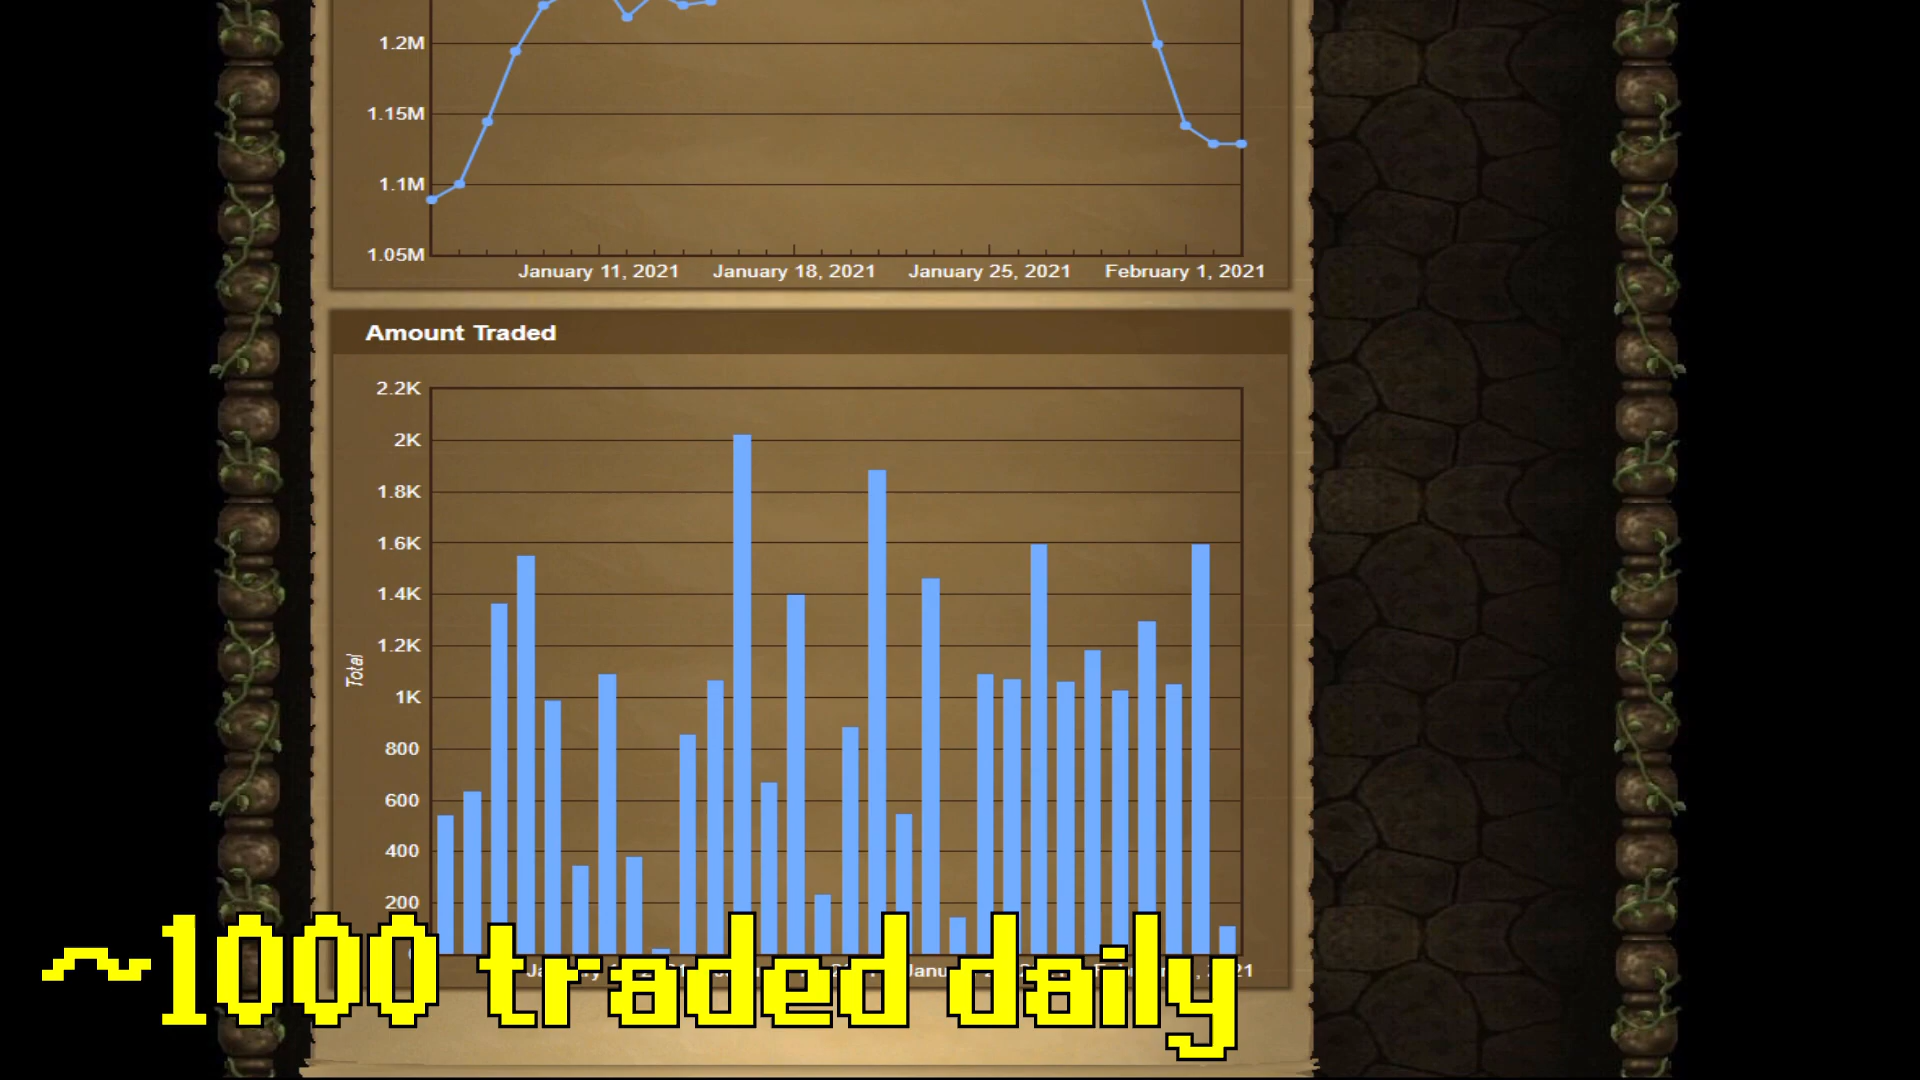 1.2M
1.15M
1.1M
1.05M
January 11, 2021 January 18, 2021 January 25, 2021 February 1, 2021
Amount Traded
2.2K
2K
1.8K
1.6K
1.4K
1.2K
1K
800
600
400
200
Total
~1000 traded daily